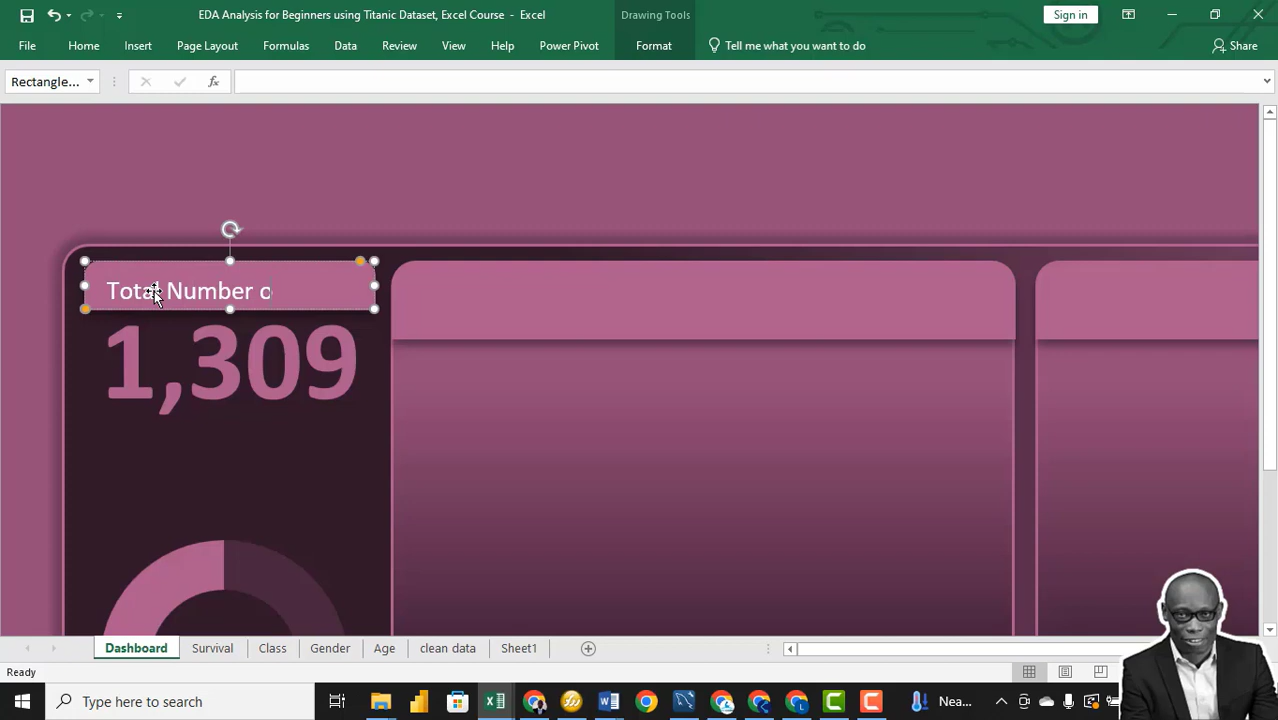 EDA Analysis for Beginners using Titanic Dataset, Excel Course - Excel
Drawing Tools
Sign in
File
Home
Insert
Page Layout
Formulas
Data
Review
View
Help
Power Pivot
Format
Tell me what you want to do
Share
Rectangle...
fx
Total Number o
1,309
Dashboard
Survival
Class
Gender
Age
clean data
Sheet1
Ready
Type here to search
Nea...